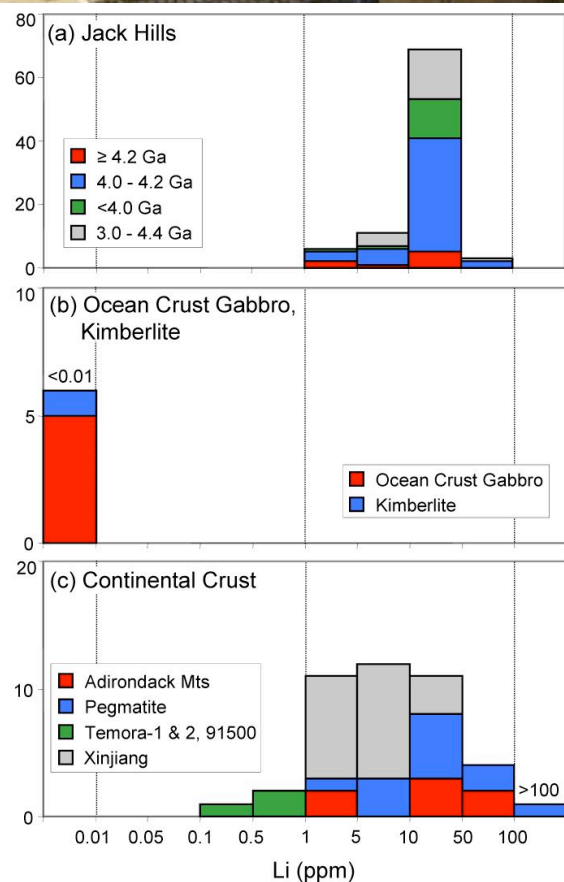 (a) Jack Hills
80
60
40
20
0
≥ 4.2 Ga
4.0 - 4.2 Ga
<4.0 Ga
3.0 - 4.4 Ga
(b) Ocean Crust Gabbro,
Kimberlite
10
5
0
<0.01
Ocean Crust Gabbro
Kimberlite
(c) Continental Crust
20
10
0
Adirondack Mts
Pegmatite
Temora-1 & 2, 91500
Xinjiang
>100
0.01 0.05 0.1 0.5 1 5 10 50 100
Li (ppm)